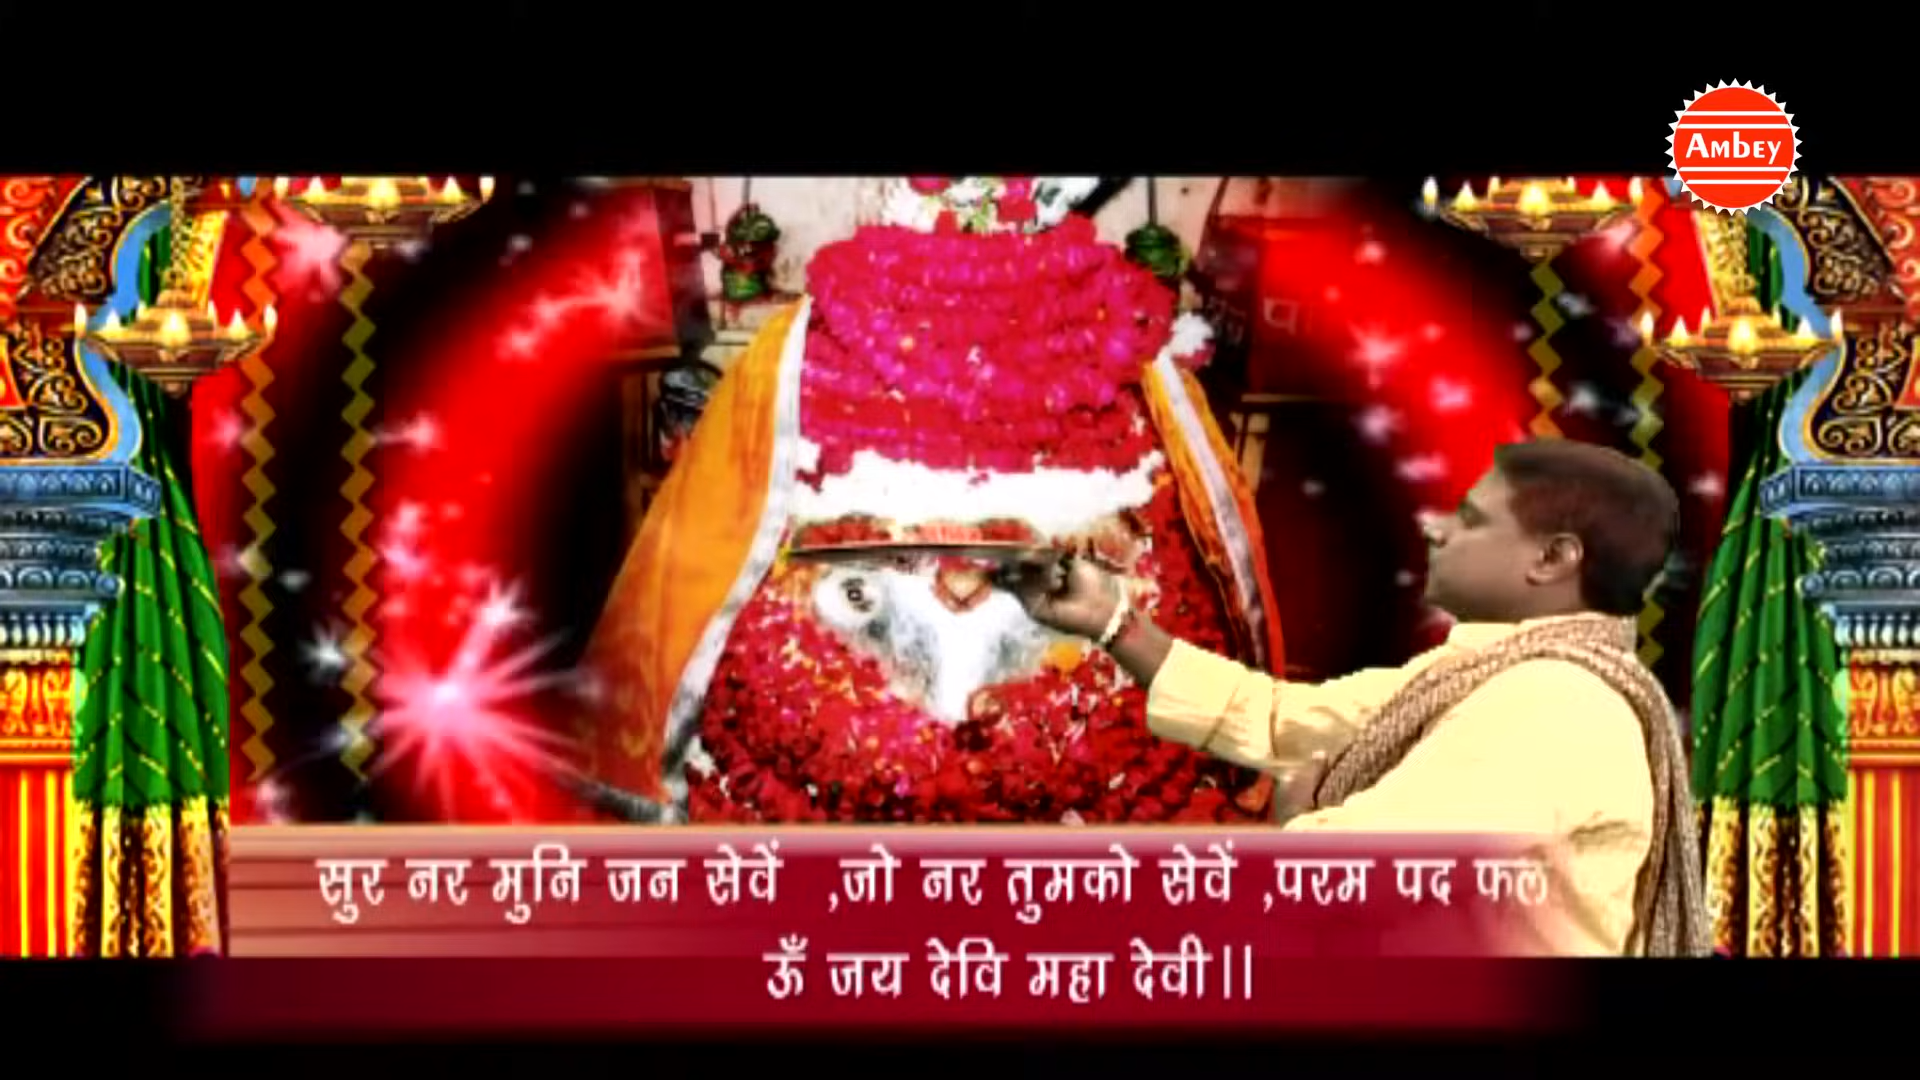 AMBEY
सुर नर मुनि जन सेवें ,जो नर तुमको सेवें ,परम पद फल
ऊँ जय देवि महा देवी।।